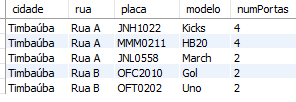 cidade rua placa modelo numPortas
Timbaúba Rua A JNH1022 Kicks 4
Timbaúba Rua A MMM0211 HB20 4
Timbaúba Rua A JNL0558 March 2
Timbaúba Rua B OFC2010 Gol 2
Timbaúba Rua B OFT0202 Uno 2